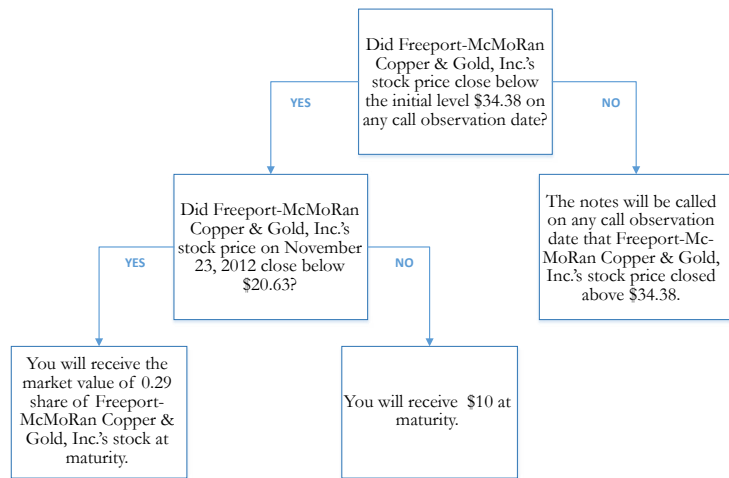 Did Freeport-McMoRan
Copper & Gold, Inc.'s
stock price close below
the initial level $34.38 on
any call observation date?
YES
NO
Did Freeport-McMoRan
Copper & Gold, Inc.'s
stock price on November
23, 2012 close below
$20.63?
The notes will be called
on any call observation
date that Freeport-Mc-
MoRan Copper & Gold,
Inc.'s stock price closed
above $34.38.
YES
NO
You will receive the
market value of 0.29
share of Freeport-
McMoRan Copper &
Gold, Inc.'s stock at
maturity.
You will receive $10 at
maturity.